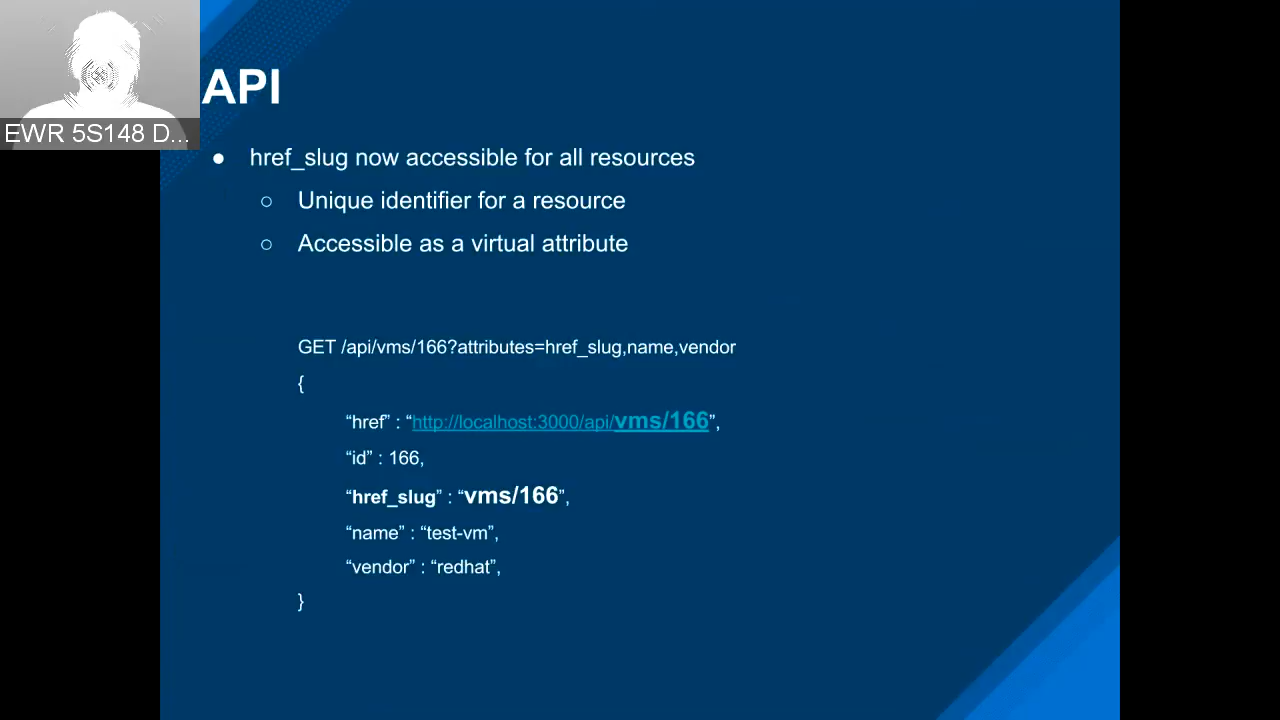 API
EWR 5S148 D...
● href_slug now accessible for all resources
○ Unique identifier for a resource
○ Accessible as a virtual attribute
GET /api/vms/166?attributes=href_slug,name,vendor
{
“href” : “http://localhost:3000/api/vms/166”,
“id” : 166,
“href_slug” : “vms/166”,
“name” : “test-vm”,
“vendor” : “redhat”,
}